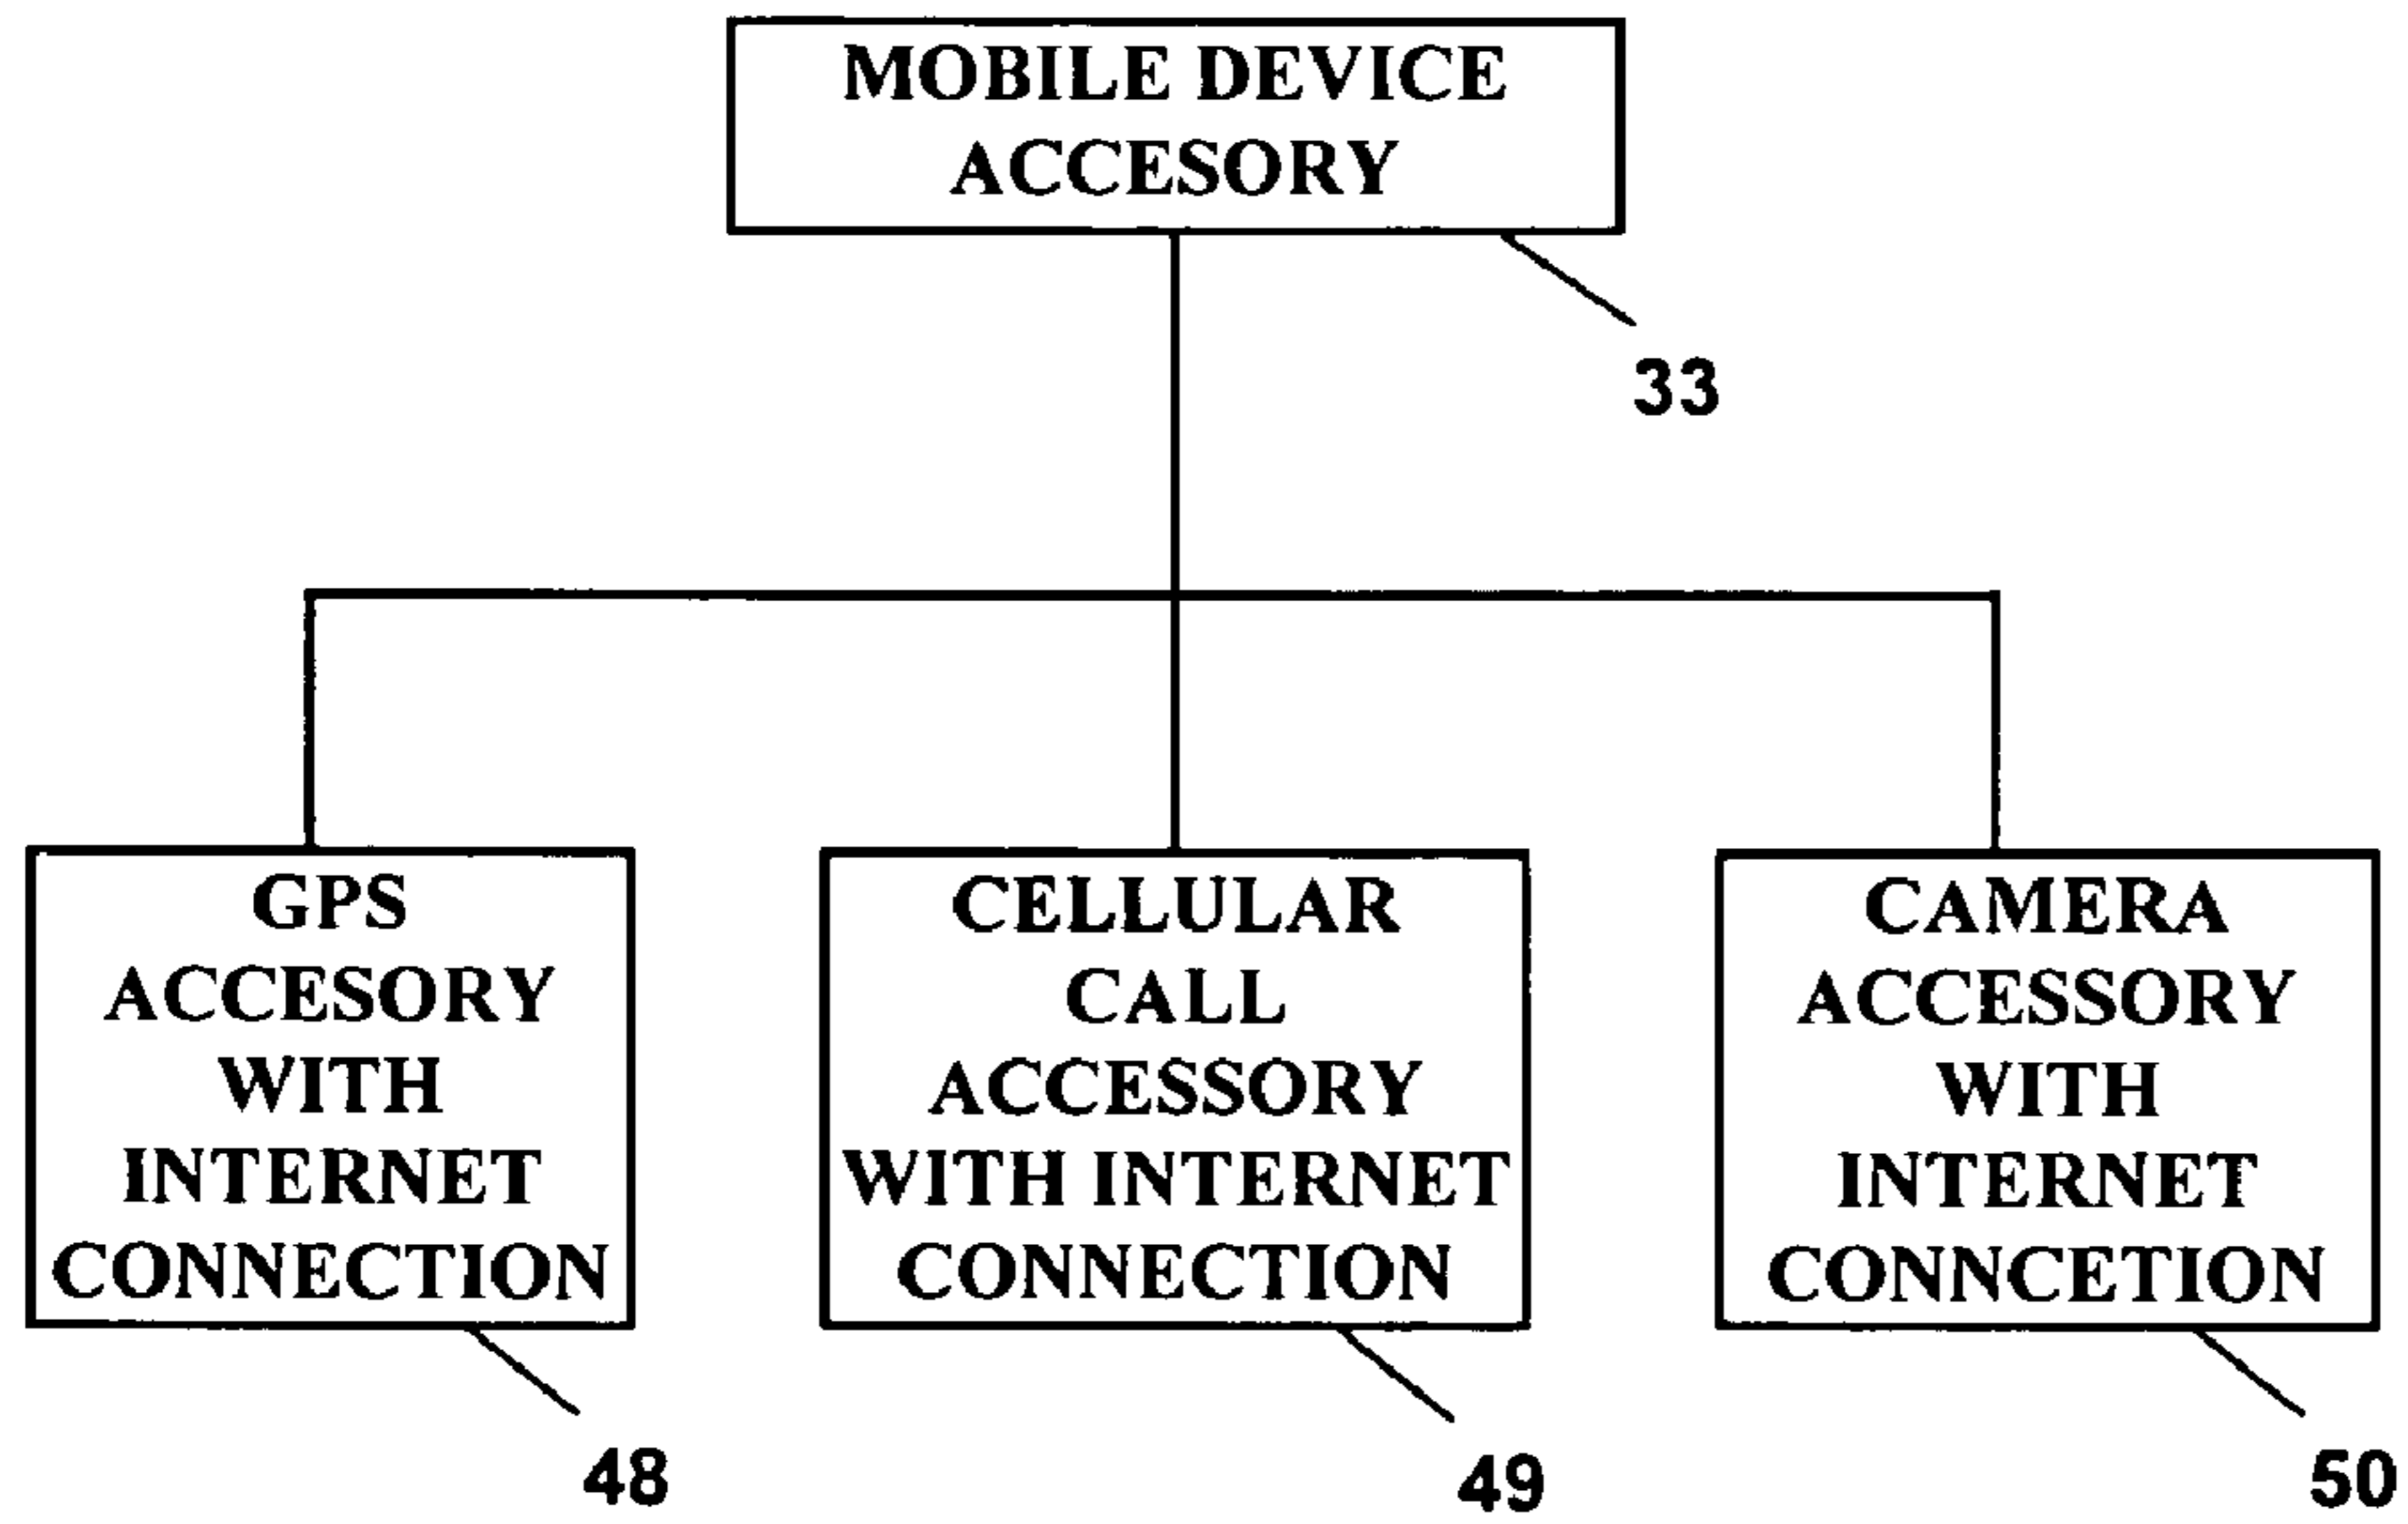 MOBILE DEVICE
ACCESORY
33
GPS
ACCESORY
WITH
INTERNET
CONNECTION
48
CELLULAR
CALL
ACCESSORY
WITH INTERNET
CONNECTION
49
CAMERA
ACCESSORY
WITH
INTERNET
CONNCETION
50